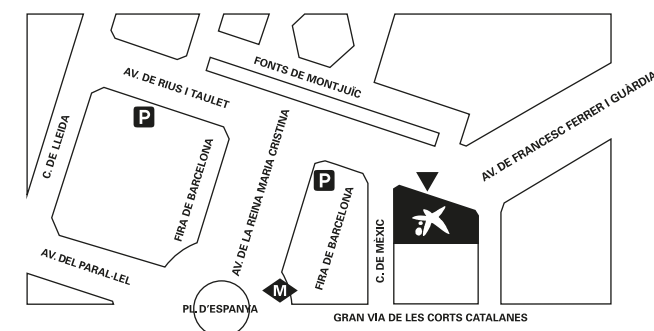 FONTS DE MONTJUÏC
AV. DE RIUS I TAULET
AV. DE FRANCESC FERRER I GUÀRDIA
P
C. DE LLEIDA
FIRA DE BARCELONA
AV. DE LA REINA MARIA CRISTINA
P
FIRA DE BARCELONA
C. DE MÈXIC
AV. DEL PARAL·LEL
M
PL. D'ESPANYA
GRAN VIA DE LES CORTS CATALANES